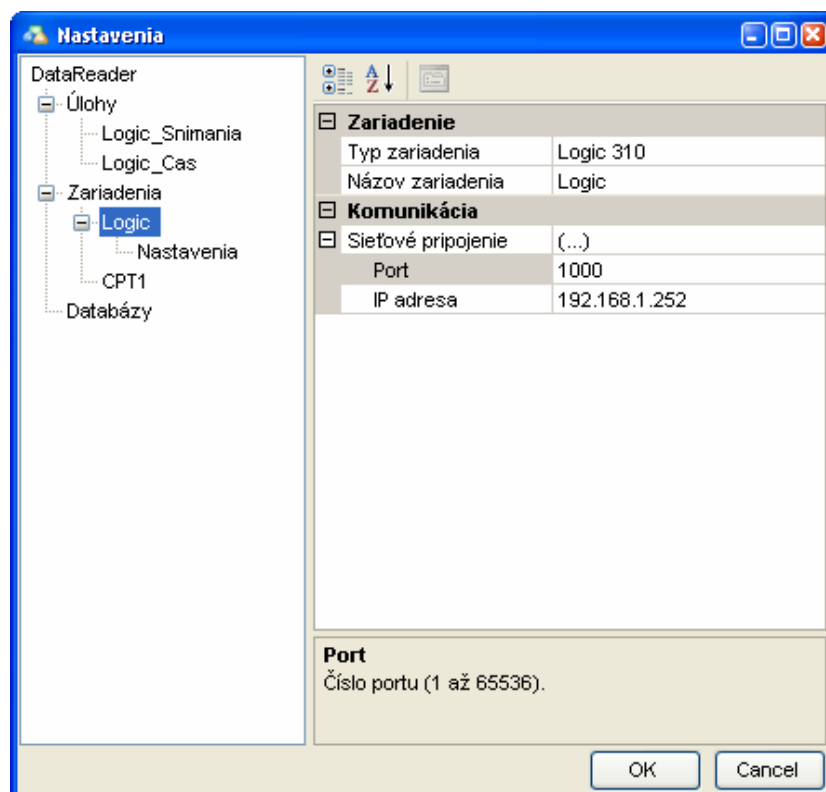 Nastavenia
DataReader
Úlohy
Logic_Snimania
Logic_Cas
Zariadenia
Logic
Nastavenia
CPT1
Databázy
Zariadenie
Typ zariadenia Logic 310
Názov zariadenia Logic
Komunikácia
Sieťové pripojenie (...)
Port 1000
IP adresa 192.168.1.252
Port
Číslo portu (1 až 65536).
OK Cancel